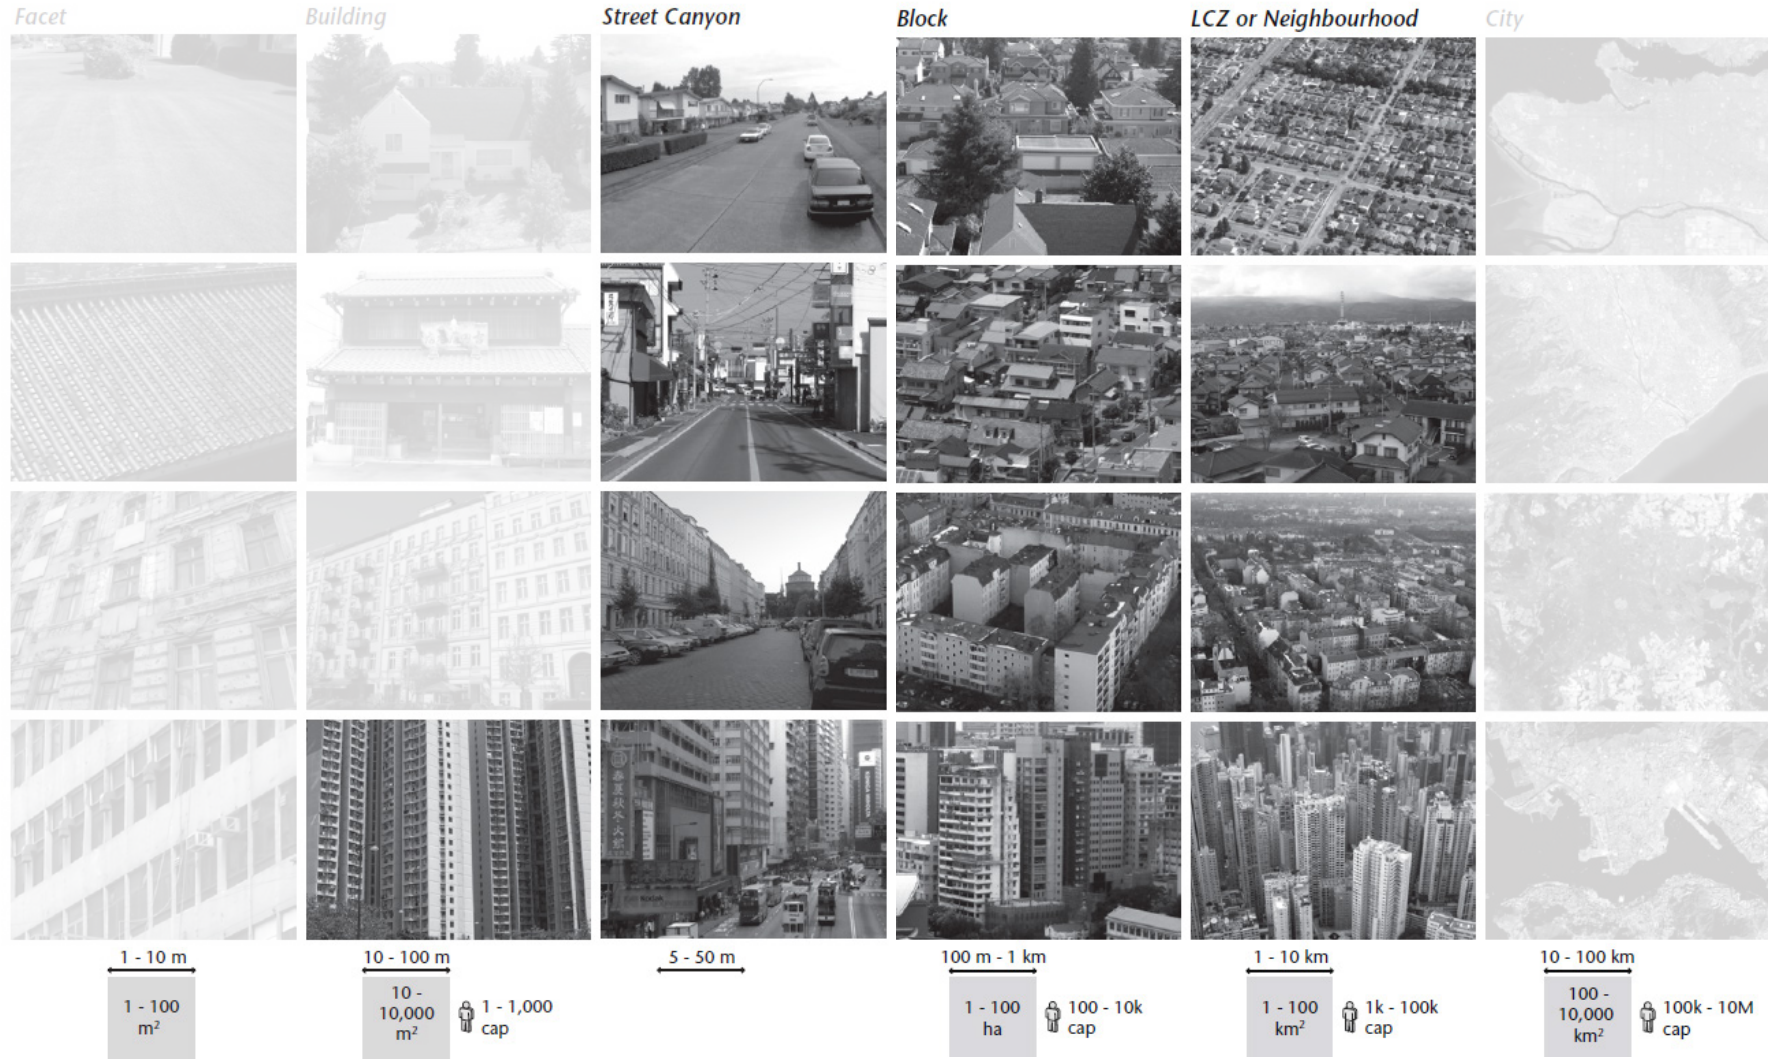 Facet
Building
Street Canyon
Block
LCZ or Neighbourhood
City
1 - 10 m
10 - 100 m
5 - 50 m
100 m - 1 km
1 - 10 km
10 - 100 km
1 - 100
m²
10 -
10,000
m²
1 - 1,000
cap
1 - 100
ha
100 - 10k
cap
1 - 100
km²
1k - 100k
cap
100 -
10,000
km²
100k - 10M
cap